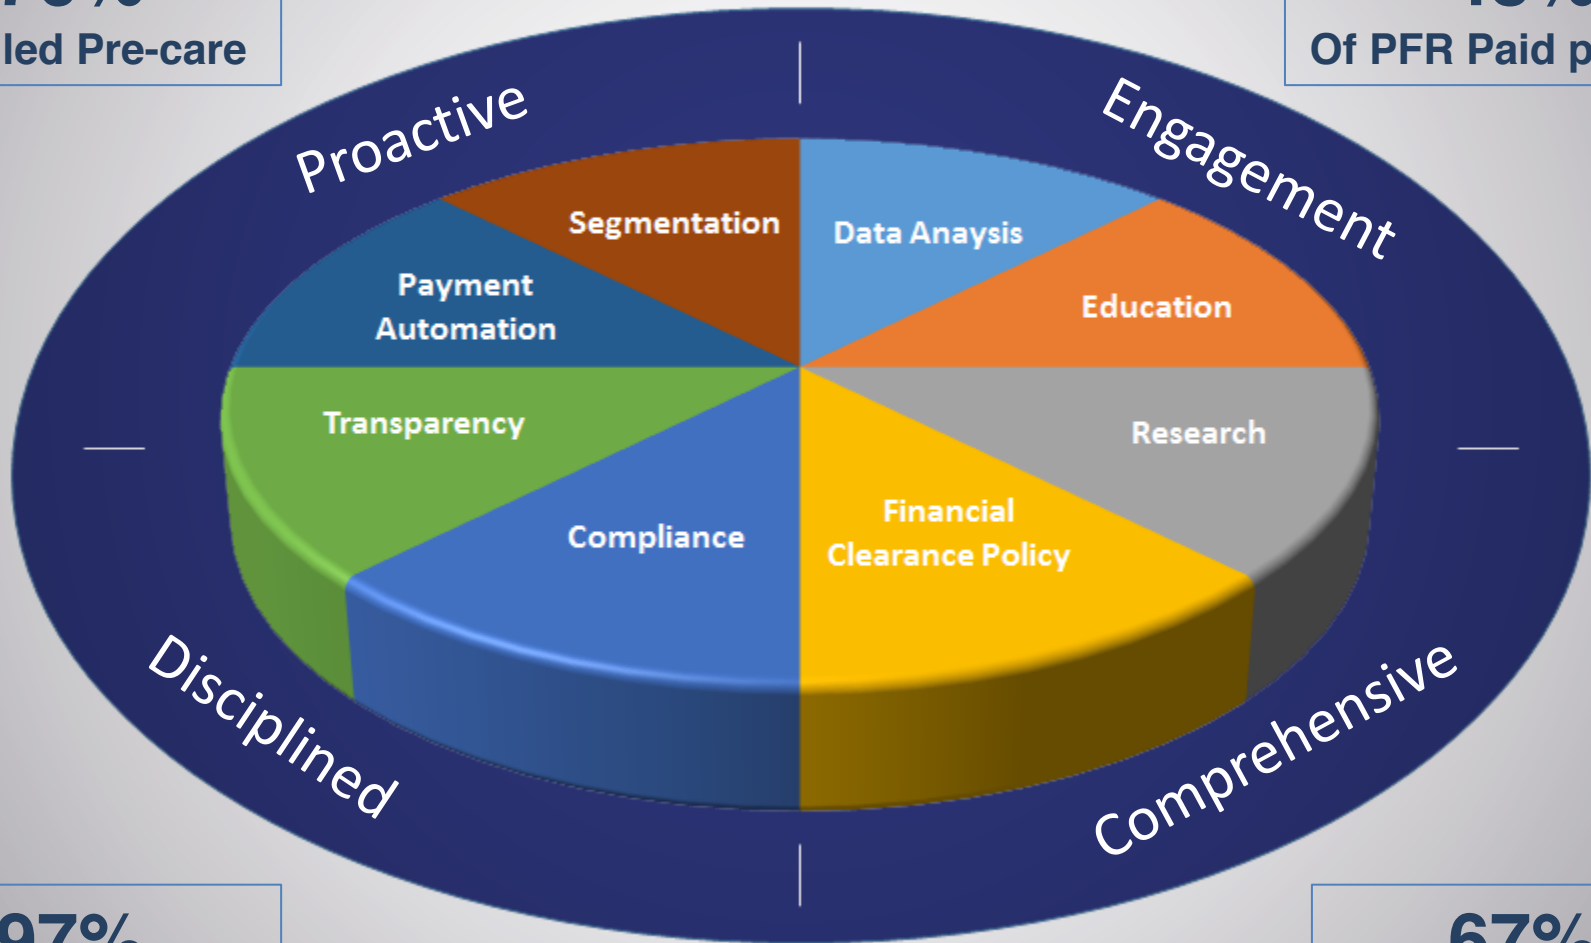 led Pre-care
Of PFR Paid p
Proactive
Engagement
Segmentation
Data Anaysis
Payment
Automation
Education
Transparency
Research
Compliance
Financial
Clearance Policy
Disciplined
Comprehensive
97%
67%